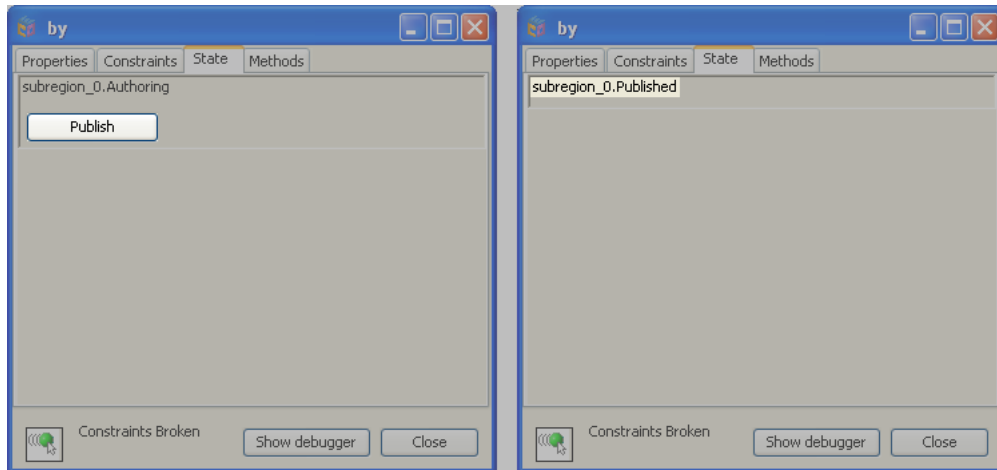 by
Properties Constraints State Methods
subregion_0.Authoring
Publish
Constraints Broken
Show debugger Close
by
Properties Constraints State Methods
subregion_0.Published
Constraints Broken
Show debugger Close